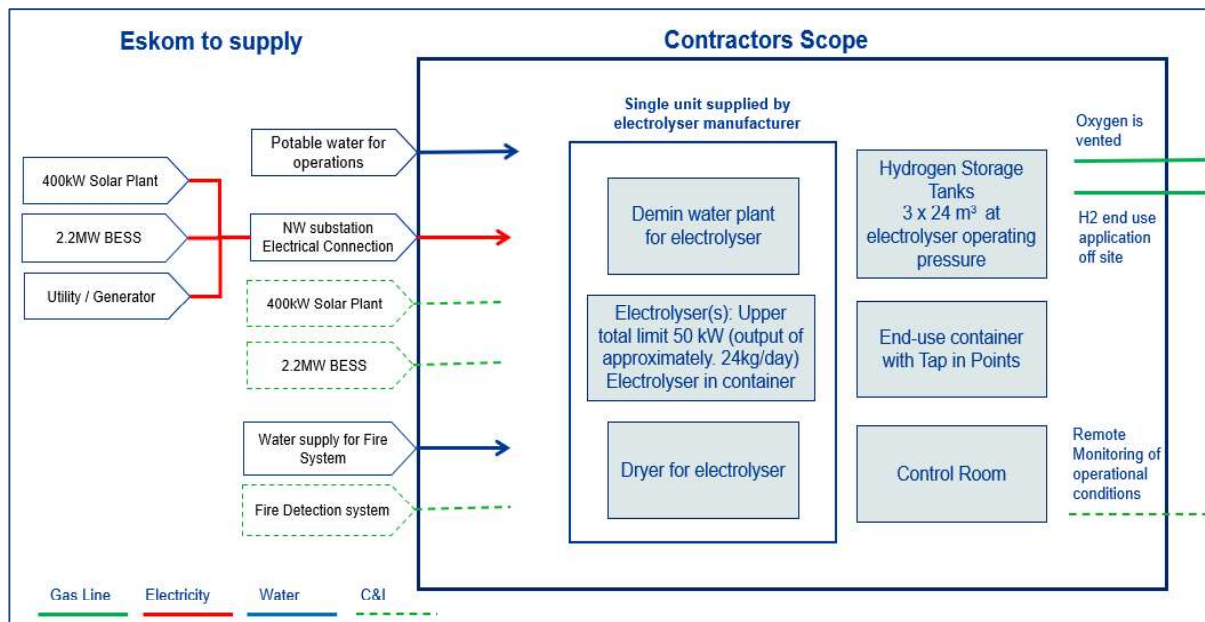 Eskom to supply
Contractors Scope
Single unit supplied by
electrolyser manufacturer
Potable water for
operations
400kW Solar Plant
2.2MW BESS
Utility / Generator
NW substation
Electrical Connection
400kW Solar Plant
2.2MW BESS
Water supply for Fire
System
Fire Detection system
Demin water plant
for electrolyser
Electrolyser(s): Upper
total limit 50 kW (output of
approximately. 24kg/day)
Electrolyser in container
Dryer for electrolyser
Hydrogen Storage
Tanks
3 x 24 m³ at
electrolyser operating
pressure
End-use container
with Tap in Points
Control Room
Oxygen is
vented
H2 end use
application
off site
Remote
Monitoring of
operational
conditions
Gas Line
Electricity
Water
C&I